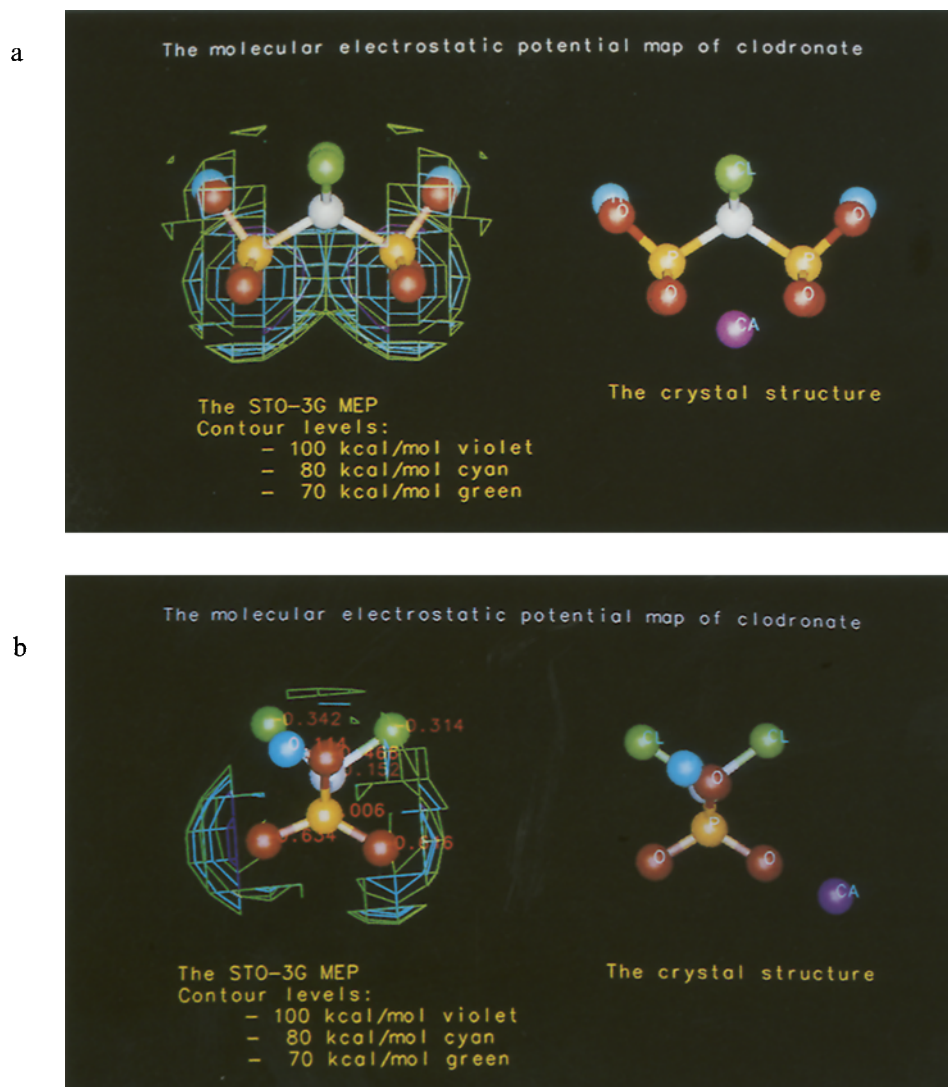 a
The molecular electrostatic potential map of clodronate
CL
O
O
P
P
O
O
CA
The STO-3G MEP
The crystal structure
Contour levels:
- 100 kcal/mol violet
- 80 kcal/mol cyan
- 70 kcal/mol green
b
The molecular electrostatic potential map of clodronate
-0.342
-0.314
0.152
006
CL
CL
O
P
O
O
CA
The STO-3G MEP
The crystal structure
Contour levels:
- 100 kcal/mol violet
- 80 kcal/mol cyan
- 70 kcal/mol green